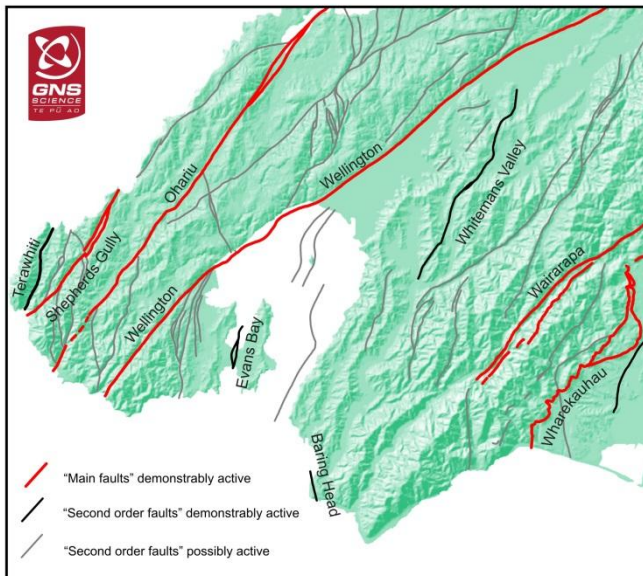 GNS
SCIENCE
TE PŪ AO
Ohariu
Wellington
Whitemans Valley
Terawhiti
Shepherds Gully
Wellington
Wairarapa
Evans Bay
Wharekauhau
Baring Head
"Main faults" demonstrably active
"Second order faults" demonstrably active
"Second order faults" possibly active